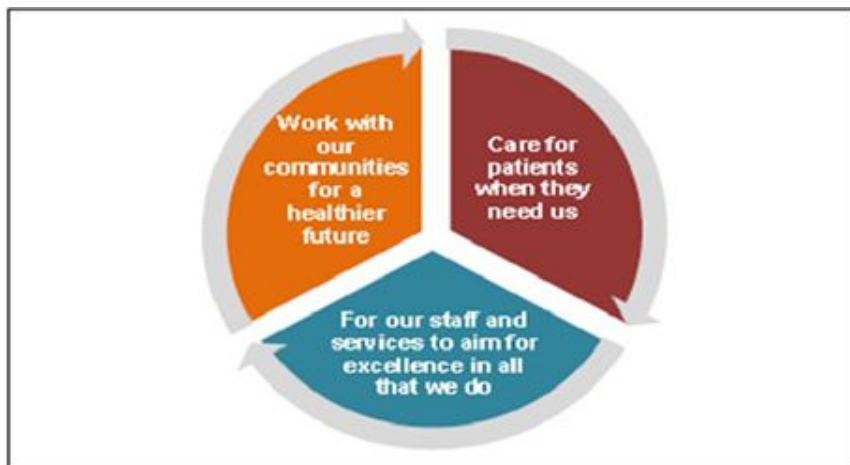 Work with
our
communities
for a
healthier
future
Care for
patients
when they
need us
For our staff and
services to aim for
excellence in all
that we do